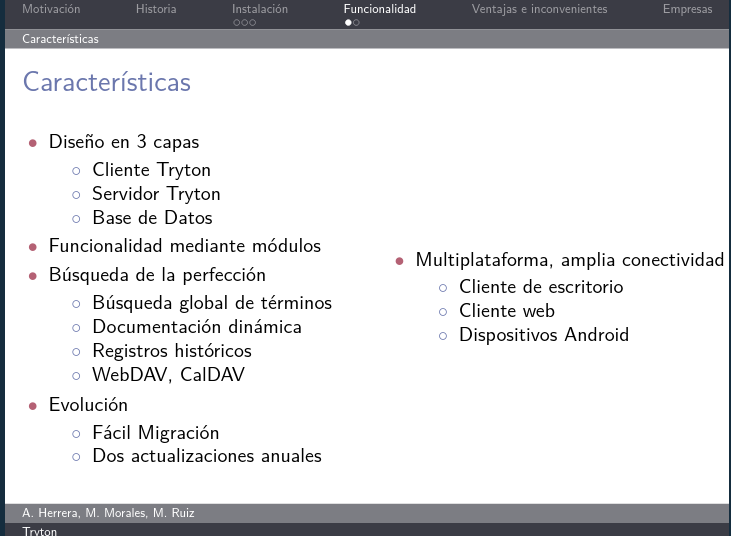 Motivación Historia Instalación Funcionalidad Ventajas e inconvenientes Empresas
Características
Características
Diseño en 3 capas
Cliente Tryton
Servidor Tryton
Base de Datos
Funcionalidad mediante módulos
Búsqueda de la perfección
Búsqueda global de términos
Documentación dinámica
Registros históricos
WebDAV, CalDAV
Evolución
Fácil Migración
Dos actualizaciones anuales
Multiplataforma, amplia conectividad
Cliente de escritorio
Cliente web
Dispositivos Android
A. Herrera, M. Morales, M. Ruiz
Tryton